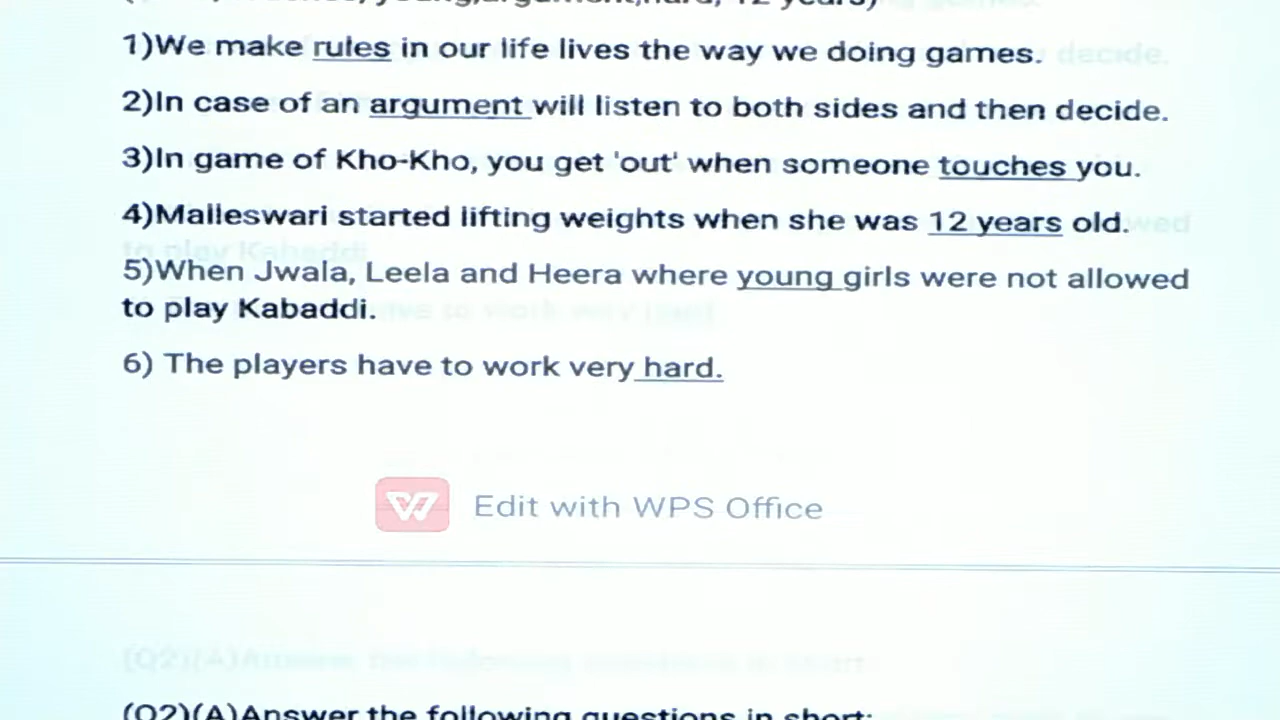 1)We make rules in our life lives the way we doing games.
2)In case of an argument will listen to both sides and then decide.
3)In game of Kho-Kho, you get 'out' when someone touches you.
4)Malleswari started lifting weights when she was 12 years old.
5)When Jwala, Leela and Heera where young girls were not allowed
to play Kabaddi.
6) The players have to work very hard.
Edit with WPS Office
(Q2)(A)Answer the following questions in short: